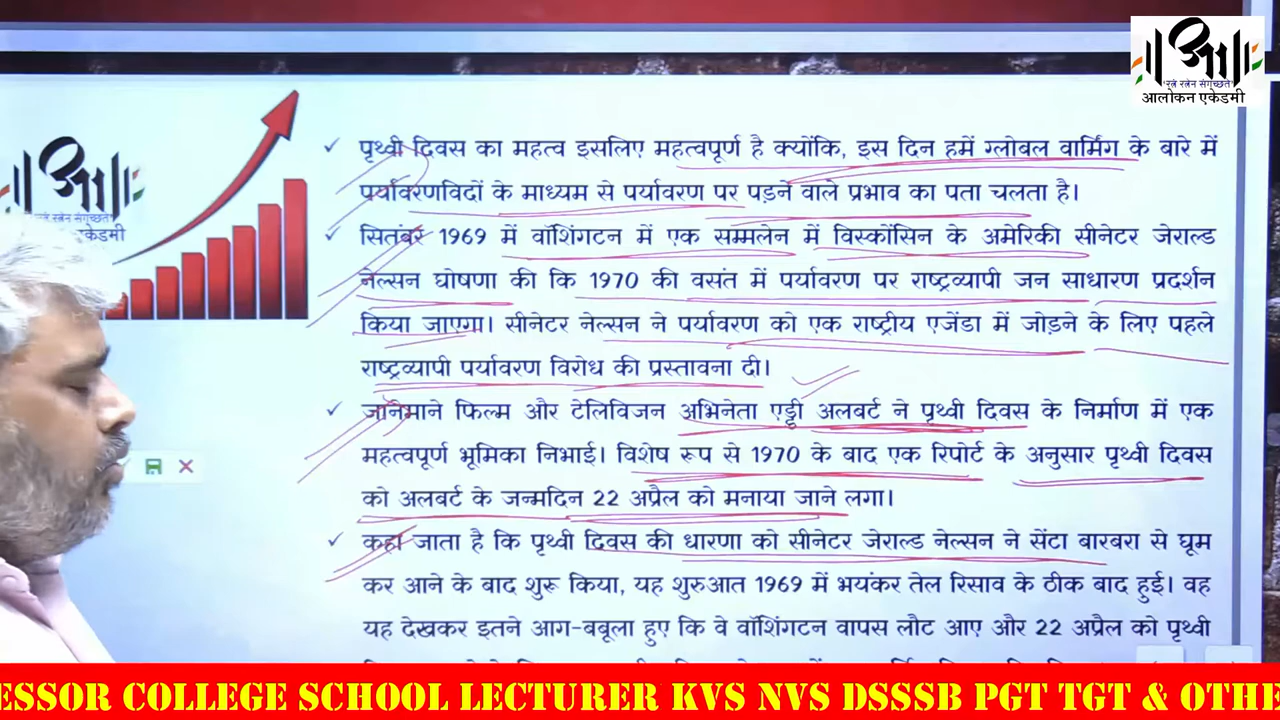 रत्ने रत्नेन संगच्छते
आलोकन एकेडमी
पृथ्वी दिवस का महत्व इसलिए महत्वपूर्ण है क्योंकि, इस दिन हमें ग्लोबल वार्मिंग के बारे में
पर्यावरणविदों के माध्यम से पर्यावरण पर पड़ने वाले प्रभाव का पता चलता है।
सितंबर 1969 में वॉशिंगटन में एक सम्मलेन में विस्कोंसिन के अमेरिकी सीनेटर जेराल्ड
नेल्सन घोषणा की कि 1970 की वसंत में पर्यावरण पर राष्ट्रव्यापी जन साधारण प्रदर्शन
किया जाएगा। सीनेटर नेल्सन ने पर्यावरण को एक राष्ट्रीय एजेंडा में जोड़ने के लिए पहले
राष्ट्रव्यापी पर्यावरण विरोध की प्रस्तावना दी।
जानेमाने फिल्म और टेलिविजन अभिनेता एड्डी अलबर्ट ने पृथ्वी दिवस के निर्माण में एक
महत्वपूर्ण भूमिका निभाई। विशेष रूप से 1970 के बाद एक रिपोर्ट के अनुसार पृथ्वी दिवस
को अलबर्ट के जन्मदिन 22 अप्रैल को मनाया जाने लगा।
कहा जाता है कि पृथ्वी दिवस की धारणा को सीनेटर जेराल्ड नेल्सन ने सेंटा बारबरा से घूम
कर आने के बाद शुरू किया, यह शुरुआत 1969 में भयंकर तेल रिसाव के ठीक बाद हुई। वह
यह देखकर इतने आग-बबूला हुए कि वे वॉशिंगटन वापस लौट आए और 22 अप्रैल को पृथ्वी
ESSOR COLLEGE SCHOOL LECTURER KVS NVS DSSSB PGT TGT & OTHE